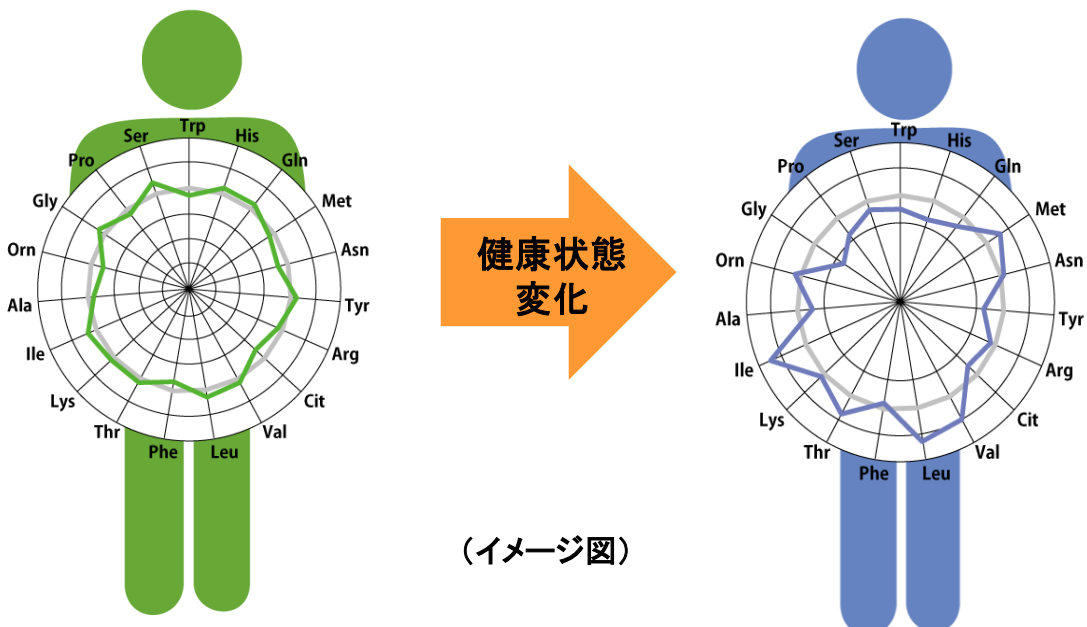 Trp
His
Gln
Met
Asn
Tyr
Arg
Cit
Val
Leu
Phe
Thr
Lys
Ile
Ala
Orn
Gly
Pro
Ser
健康状態
変化
Trp
His
Gln
Met
Asn
Tyr
Arg
Cit
Val
Leu
Phe
Thr
Lys
Ile
Ala
Orn
Gly
Pro
Ser
（イメージ図）